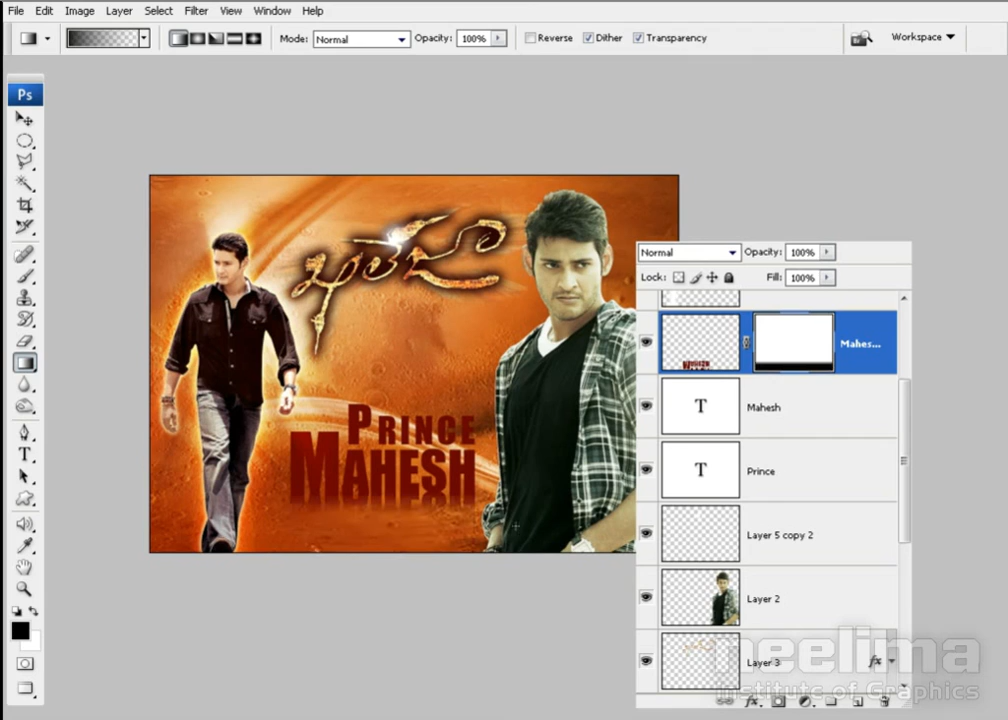 File Edit Image Layer Select Filter View Window Help
Mode: Normal Opacity: 100% Reverse Dither Transparency Workspace
Ps
ఖలేజా
PRINCE
MAHESH
Normal Opacity: 100%
Lock: Fill: 100%
Mahes...
T Mahesh
T Prince
Layer 5 copy 2
Layer 2
Layer 3 fx
neelima
institute of Graphics
fx
T